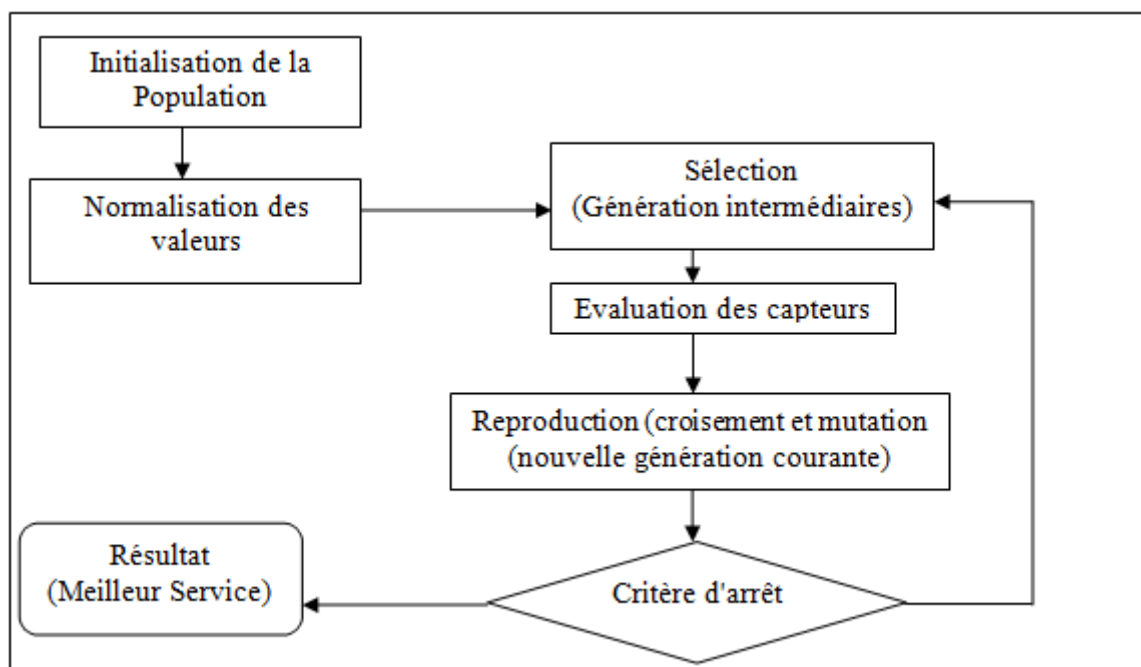 Initialisation de la
Population
Normalisation des
valeurs
Sélection
(Génération intermédiaires)
Evaluation des capteurs
Reproduction (croisement et mutation
(nouvelle génération courante)
Critère d'arrêt
Résultat
(Meilleur Service)